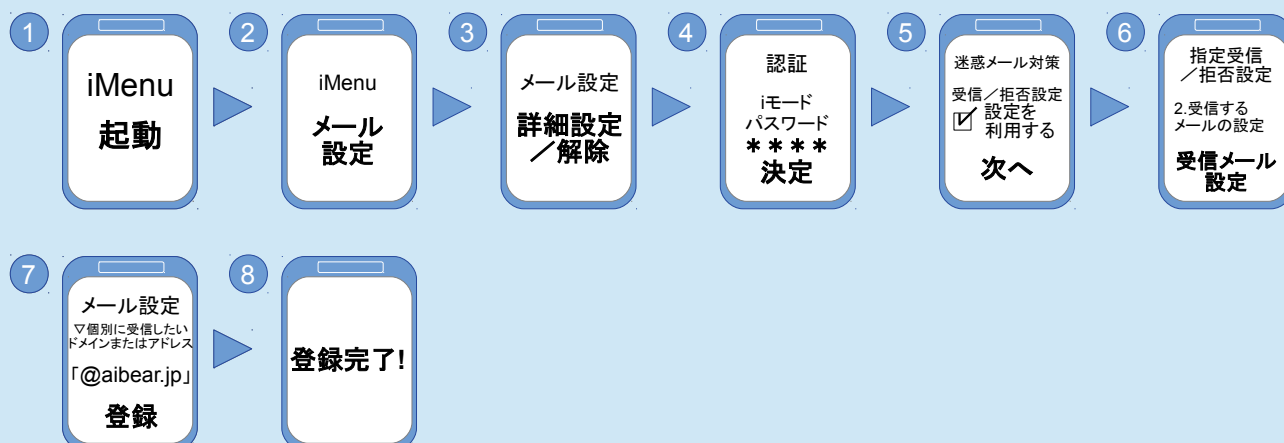 1
iMenu
起動
2
iMenu
メール
設定
3
メール設定
詳細設定
／解除
4
認証
iモード
パスワード
＊＊＊＊
決定
5
迷惑メール対策
受信／拒否設定
設定を
利用する
次へ
6
指定受信
／拒否設定
2.受信する
メールの設定
受信メール
設定
7
メール設定
▽個別に受信したい
ドメインまたはアドレス
「@aibear.jp」
登録
8
登録完了!